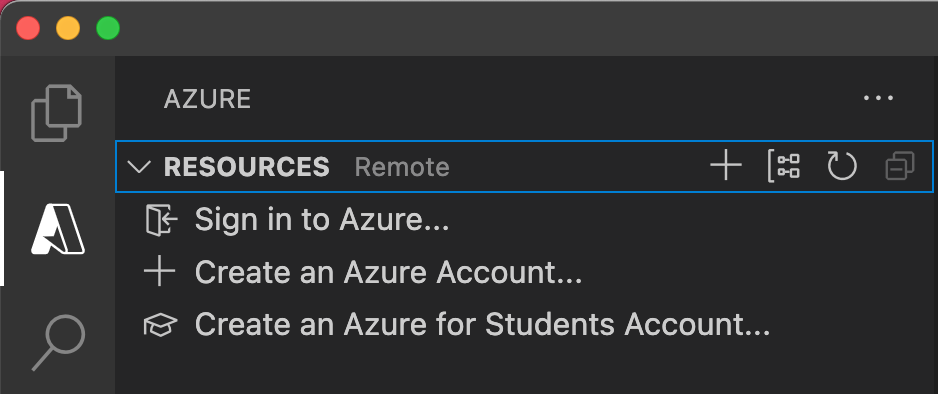 AZURE
RESOURCES Remote
Sign in to Azure...
Create an Azure Account...
Create an Azure for Students Account...